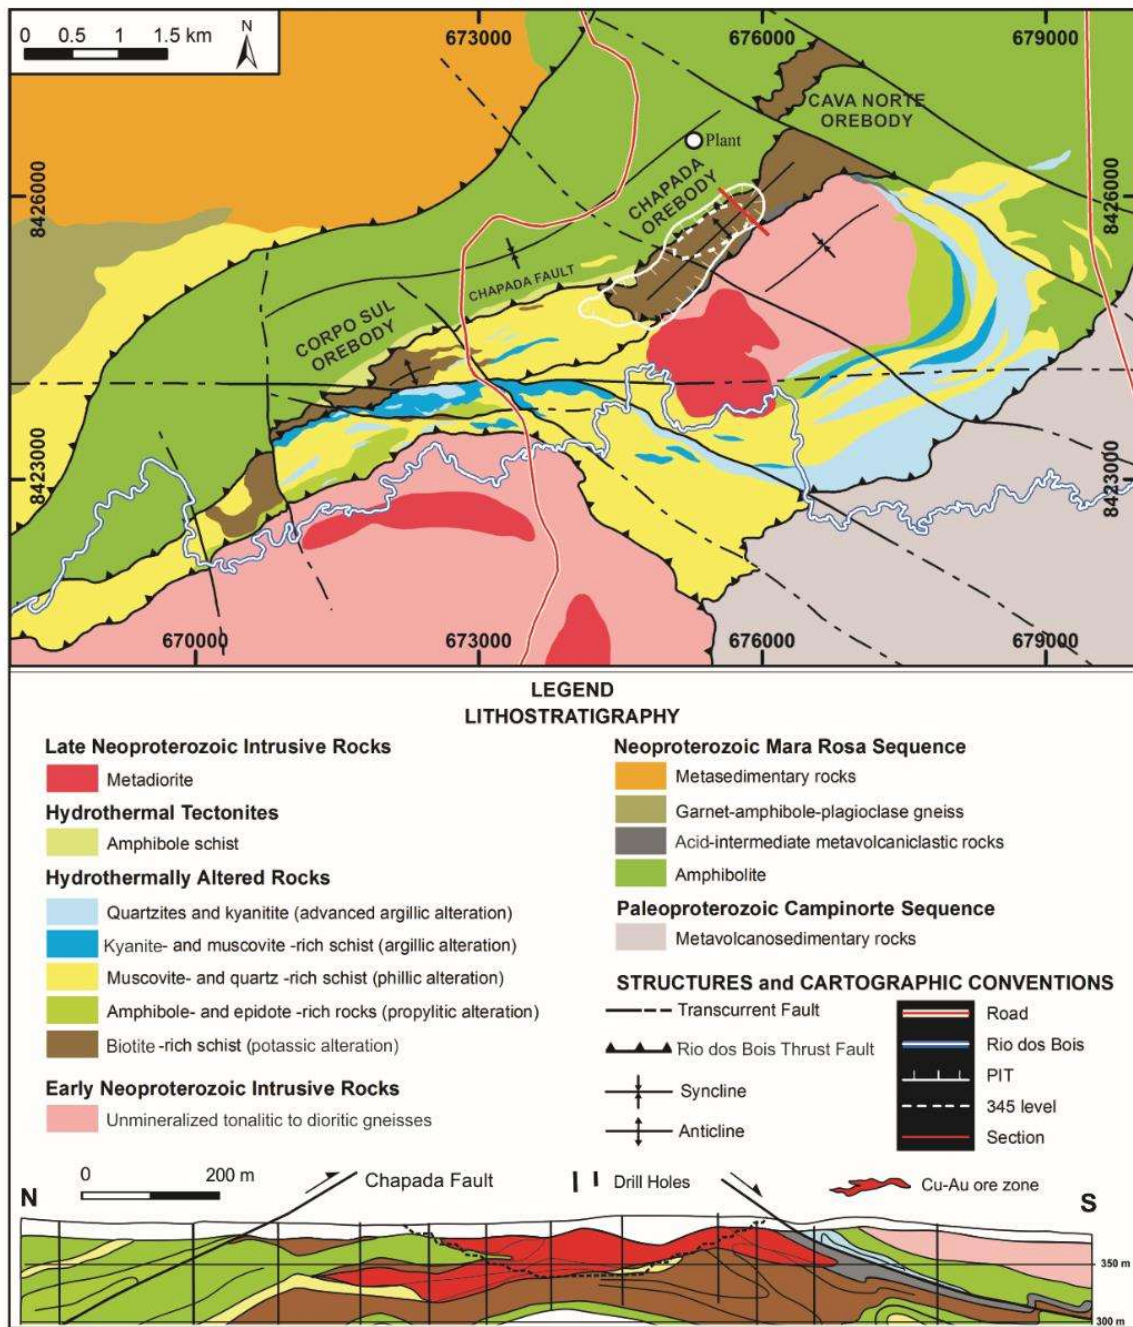 0 0.5 1 1.5 km
N
673000
676000
679000
CAVA NORTE
OREBODY
Plant
8426000
CHAPADA
OREBODY
8426000
CHAPADA FAULT
CORPO SUL
OREBODY
8423000
8423000
670000
673000
676000
679000
LEGEND
LITHOSTRATIGRAPHY
Late Neoproterozoic Intrusive Rocks
Metadiorite
Hydrothermal Tectonites
Amphibole schist
Hydrothermally Altered Rocks
Quartzites and kyanitite (advanced argillic alteration)
Kyanite- and muscovite -rich schist (argillic alteration)
Muscovite- and quartz -rich schist (phillic alteration)
Amphibole- and epidote -rich rocks (propylitic alteration)
Biotite -rich schist (potassic alteration)
Early Neoproterozoic Intrusive Rocks
Unmineralized tonalitic to dioritic gneisses
Neoproterozoic Mara Rosa Sequence
Metasedimentary rocks
Garnet-amphibole-plagioclase gneiss
Acid-intermediate metavolcaniclastic rocks
Amphibolite
Paleoproterozoic Campinorte Sequence
Metavolcanosedimentary rocks
STRUCTURES and CARTOGRAPHIC CONVENTIONS
Transcurrent Fault
Rio dos Bois Thrust Fault
Syncline
Anticline
Road
Rio dos Bois
PIT
345 level
Section
0 200 m
N
Chapada Fault
Drill Holes
Cu-Au ore zone
S
350 m
300 m